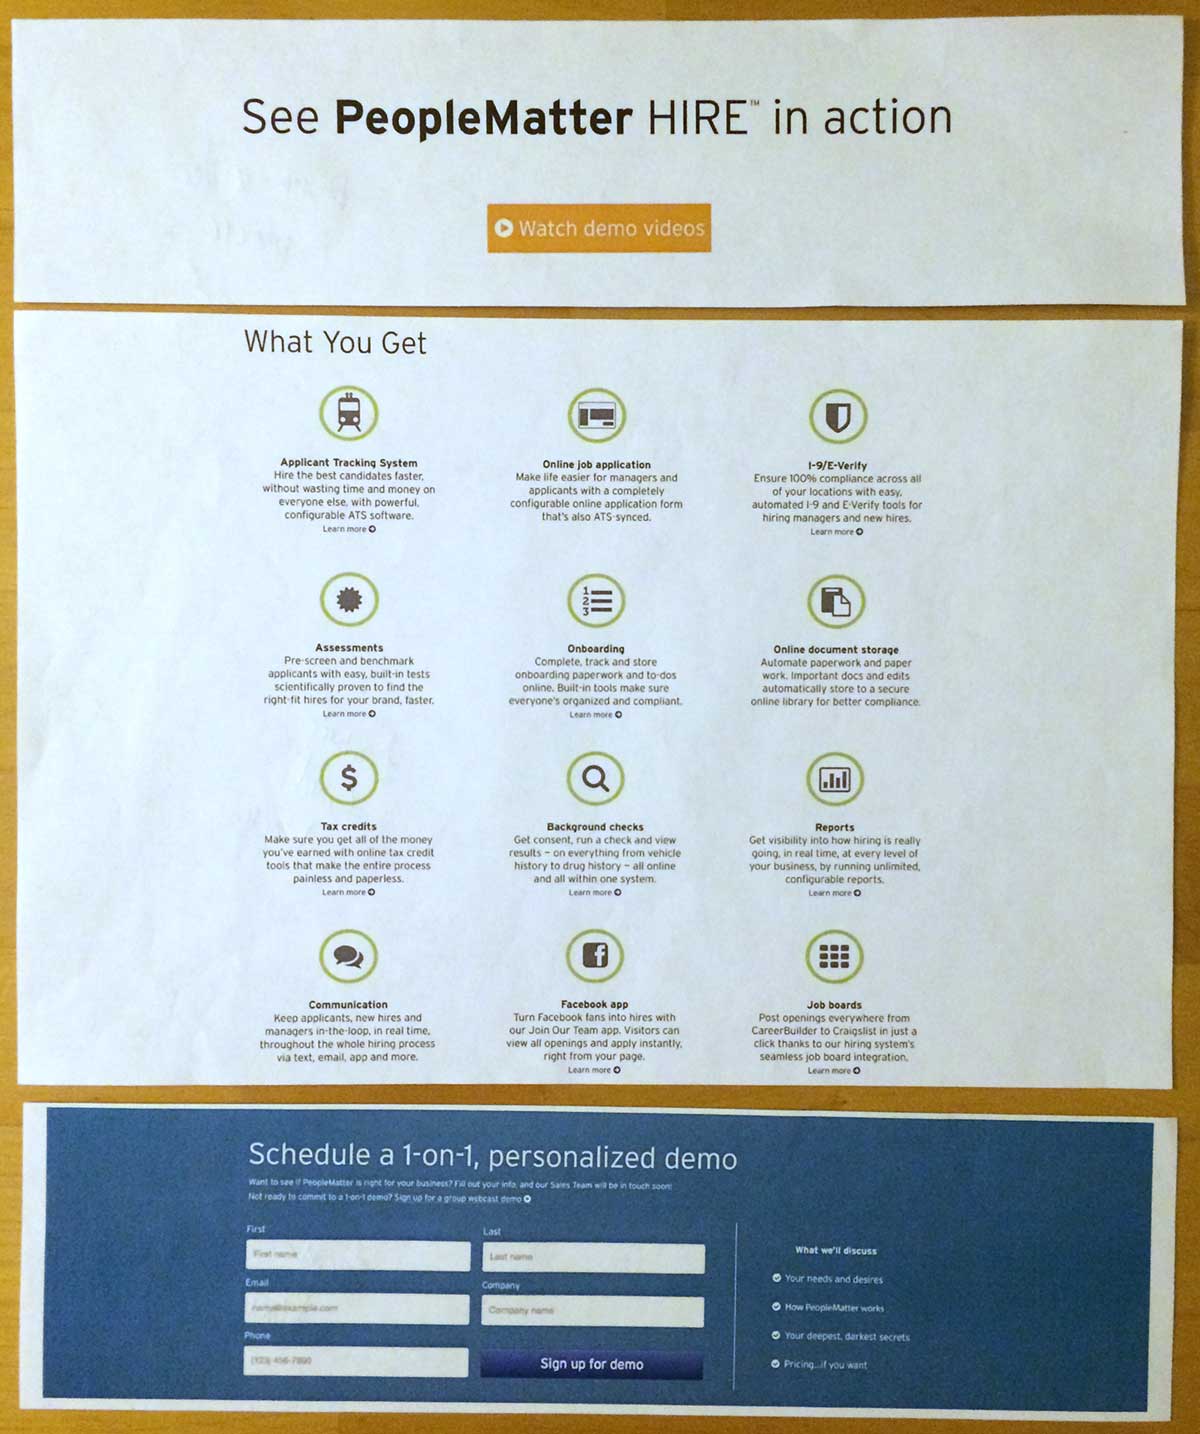 See PeopleMatter HIRE™ in action
Watch demo videos
What You Get
Applicant Tracking System
Hire the best candidates faster,
without wasting time and money on
everyone else, with powerful,
configurable ATS software.
Learn more
Online job application
Make life easier for managers and
applicants with a completely
configurable online application form
that's also ATS-synced.
I-9/E-Verify
Ensure 100% compliance across all
of your locations with easy,
automated I-9 and E-Verify tools for
hiring managers and new hires.
Learn more
Assessments
Pre-screen and benchmark
applicants with easy, built-in tests
scientifically proven to find the
right-fit hires for your brand, faster.
Learn more
1
2
3
Onboarding
Complete, track and store
onboarding paperwork and to-dos
online. Built-in tools make sure
everyone's organized and compliant.
Learn more
Online document storage
Automate paperwork and paper
work. Important docs and edits
automatically store to a secure
online library for better compliance.
$
Tax credits
Make sure you get all of the money
you've earned with online tax credit
tools that make the entire process
painless and paperless.
Learn more
Background checks
Get consent, run a check and view
results – on everything from vehicle
history to drug history – all online
and all within one system.
Learn more
Reports
Get visibility into how hiring is really
going, in real time, at every level of
your business, by running unlimited,
configurable reports.
Learn more
Communication
Keep applicants, new hires and
managers in-the-loop, in real time,
throughout the whole hiring process
via text, email, app and more.
f
Facebook app
Turn Facebook fans into hires with
our Join Our Team app. Visitors can
view all openings and apply instantly,
right from your page.
Learn more
Job boards
Post openings everywhere from
CareerBuilder to Craigslist in just a
click thanks to our hiring system's
seamless job board integration.
Learn more
Schedule a 1-on-1, personalized demo
Want to see if PeopleMatter is right for your business? Fill out your info, and our Sales Team will be in touch soon!
Not ready to commit to a 1-on-1 demo? Sign up for a group webcast demo
First
First name
Last
Last name
Email
name@example.com
Company
Company name
Phone
(123) 456-7890
Sign up for demo
What we'll discuss
Your needs and desires
How PeopleMatter works
Your deepest, darkest secrets
Pricing...if you want